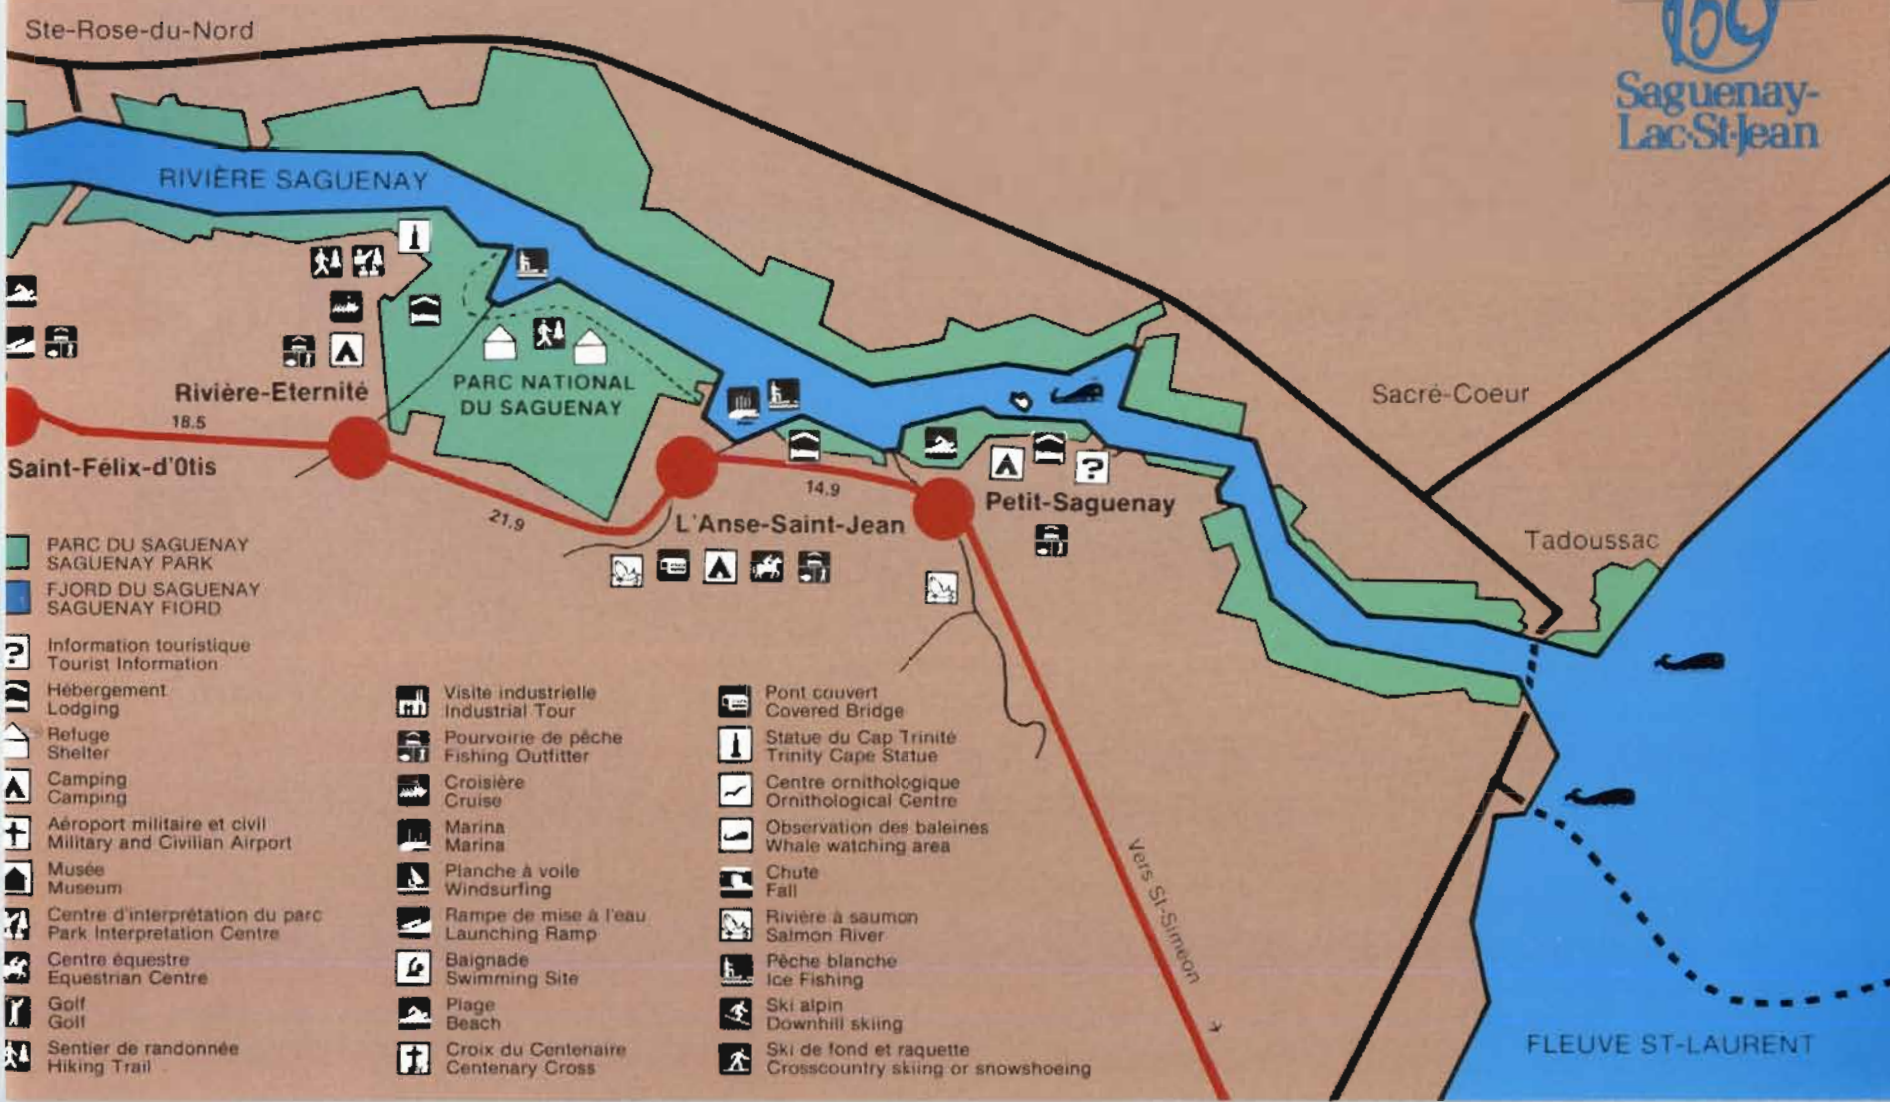 Ste-Rose-du-Nord
150
Saguenay-
Lac-St-Jean
RIVIÈRE SAGUENAY
Rivière-Eternité
PARC NATIONAL
DU SAGUENAY
Sacré-Coeur
18.5
Saint-Félix-d'Otis
21.9
14.9
L'Anse-Saint-Jean
?
Petit-Saguenay
Tadoussac
PARC DU SAGUENAY
SAGUENAY PARK
FJORD DU SAGUENAY
SAGUENAY FIORD
?
Information touristique
Tourist Information
Hébergement
Lodging
Refuge
Shelter
Camping
Camping
Aéroport militaire et civil
Military and Civilian Airport
Musée
Museum
Centre d'interprétation du parc
Park Interpretation Centre
Centre équestre
Equestrian Centre
Golf
Golf
Sentier de randonnée
Hiking Trail
Visite industrielle
Industrial Tour
Pourvoirie de pêche
Fishing Outfitter
Croisière
Cruise
Marina
Marina
Planche à voile
Windsurfing
Rampe de mise à l'eau
Launching Ramp
Baignade
Swimming Site
Plage
Beach
Croix du Centenaire
Centenary Cross
Pont couvert
Covered Bridge
Statue du Cap Trinité
Trinity Cape Statue
Centre ornithologique
Ornithological Centre
Observation des baleines
Whale watching area
Chute
Fall
Rivière à saumon
Salmon River
Pêche blanche
Ice Fishing
Ski alpin
Downhill skiing
Ski de fond et raquette
Crosscountry skiing or snowshoeing
Vers St-Siméon
FLEUVE ST-LAURENT